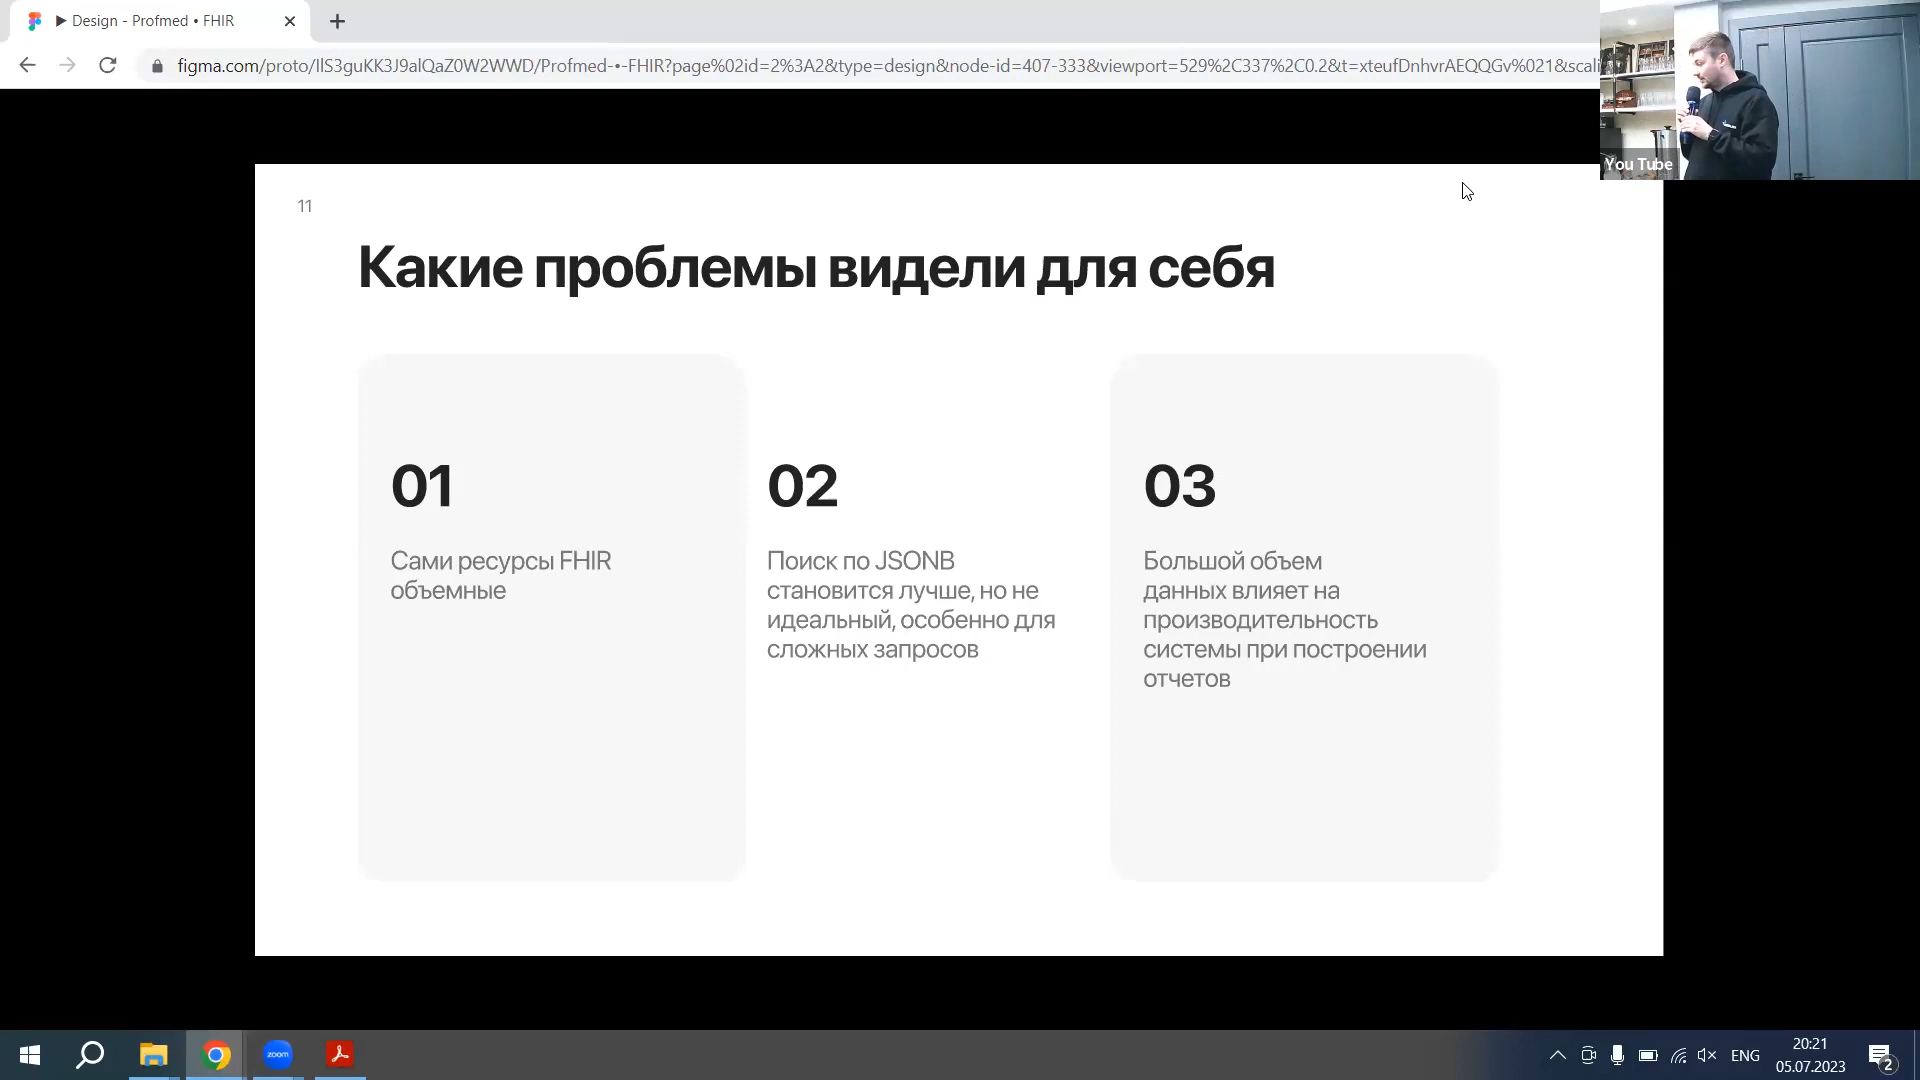 Design - Profmed • FHIR
figma.com/proto/IlS3guKK3J9alQaZ0W2WWD/Profmed-•-FHIR?page%02id=2%3A2&type=design&node-id=407-333&viewport=529%2C337%2C0.2&t=xteufDnhvrAEQQGv%021&scali
You Tube
11
Какие проблемы видели для себя
01
Сами ресурсы FHIR
объемные
02
Поиск по JSONB
становится лучше, но не
идеальный, особенно для
сложных запросов
03
Большой объем
данных влияет на
производительность
системы при построении
отчетов
zoom
ENG
20:21
05.07.2023
2